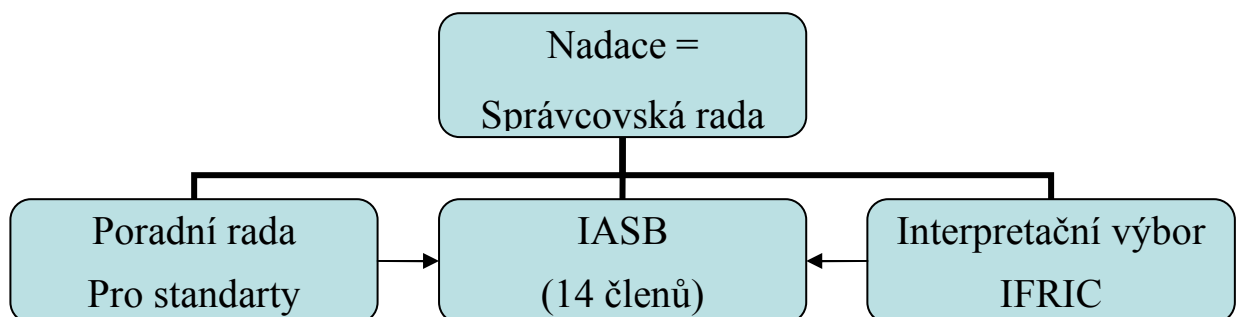 Nadace =
Správcovská rada
Poradní rada
Pro standarty
IASB
(14 členů)
Interpretační výbor
IFRIC